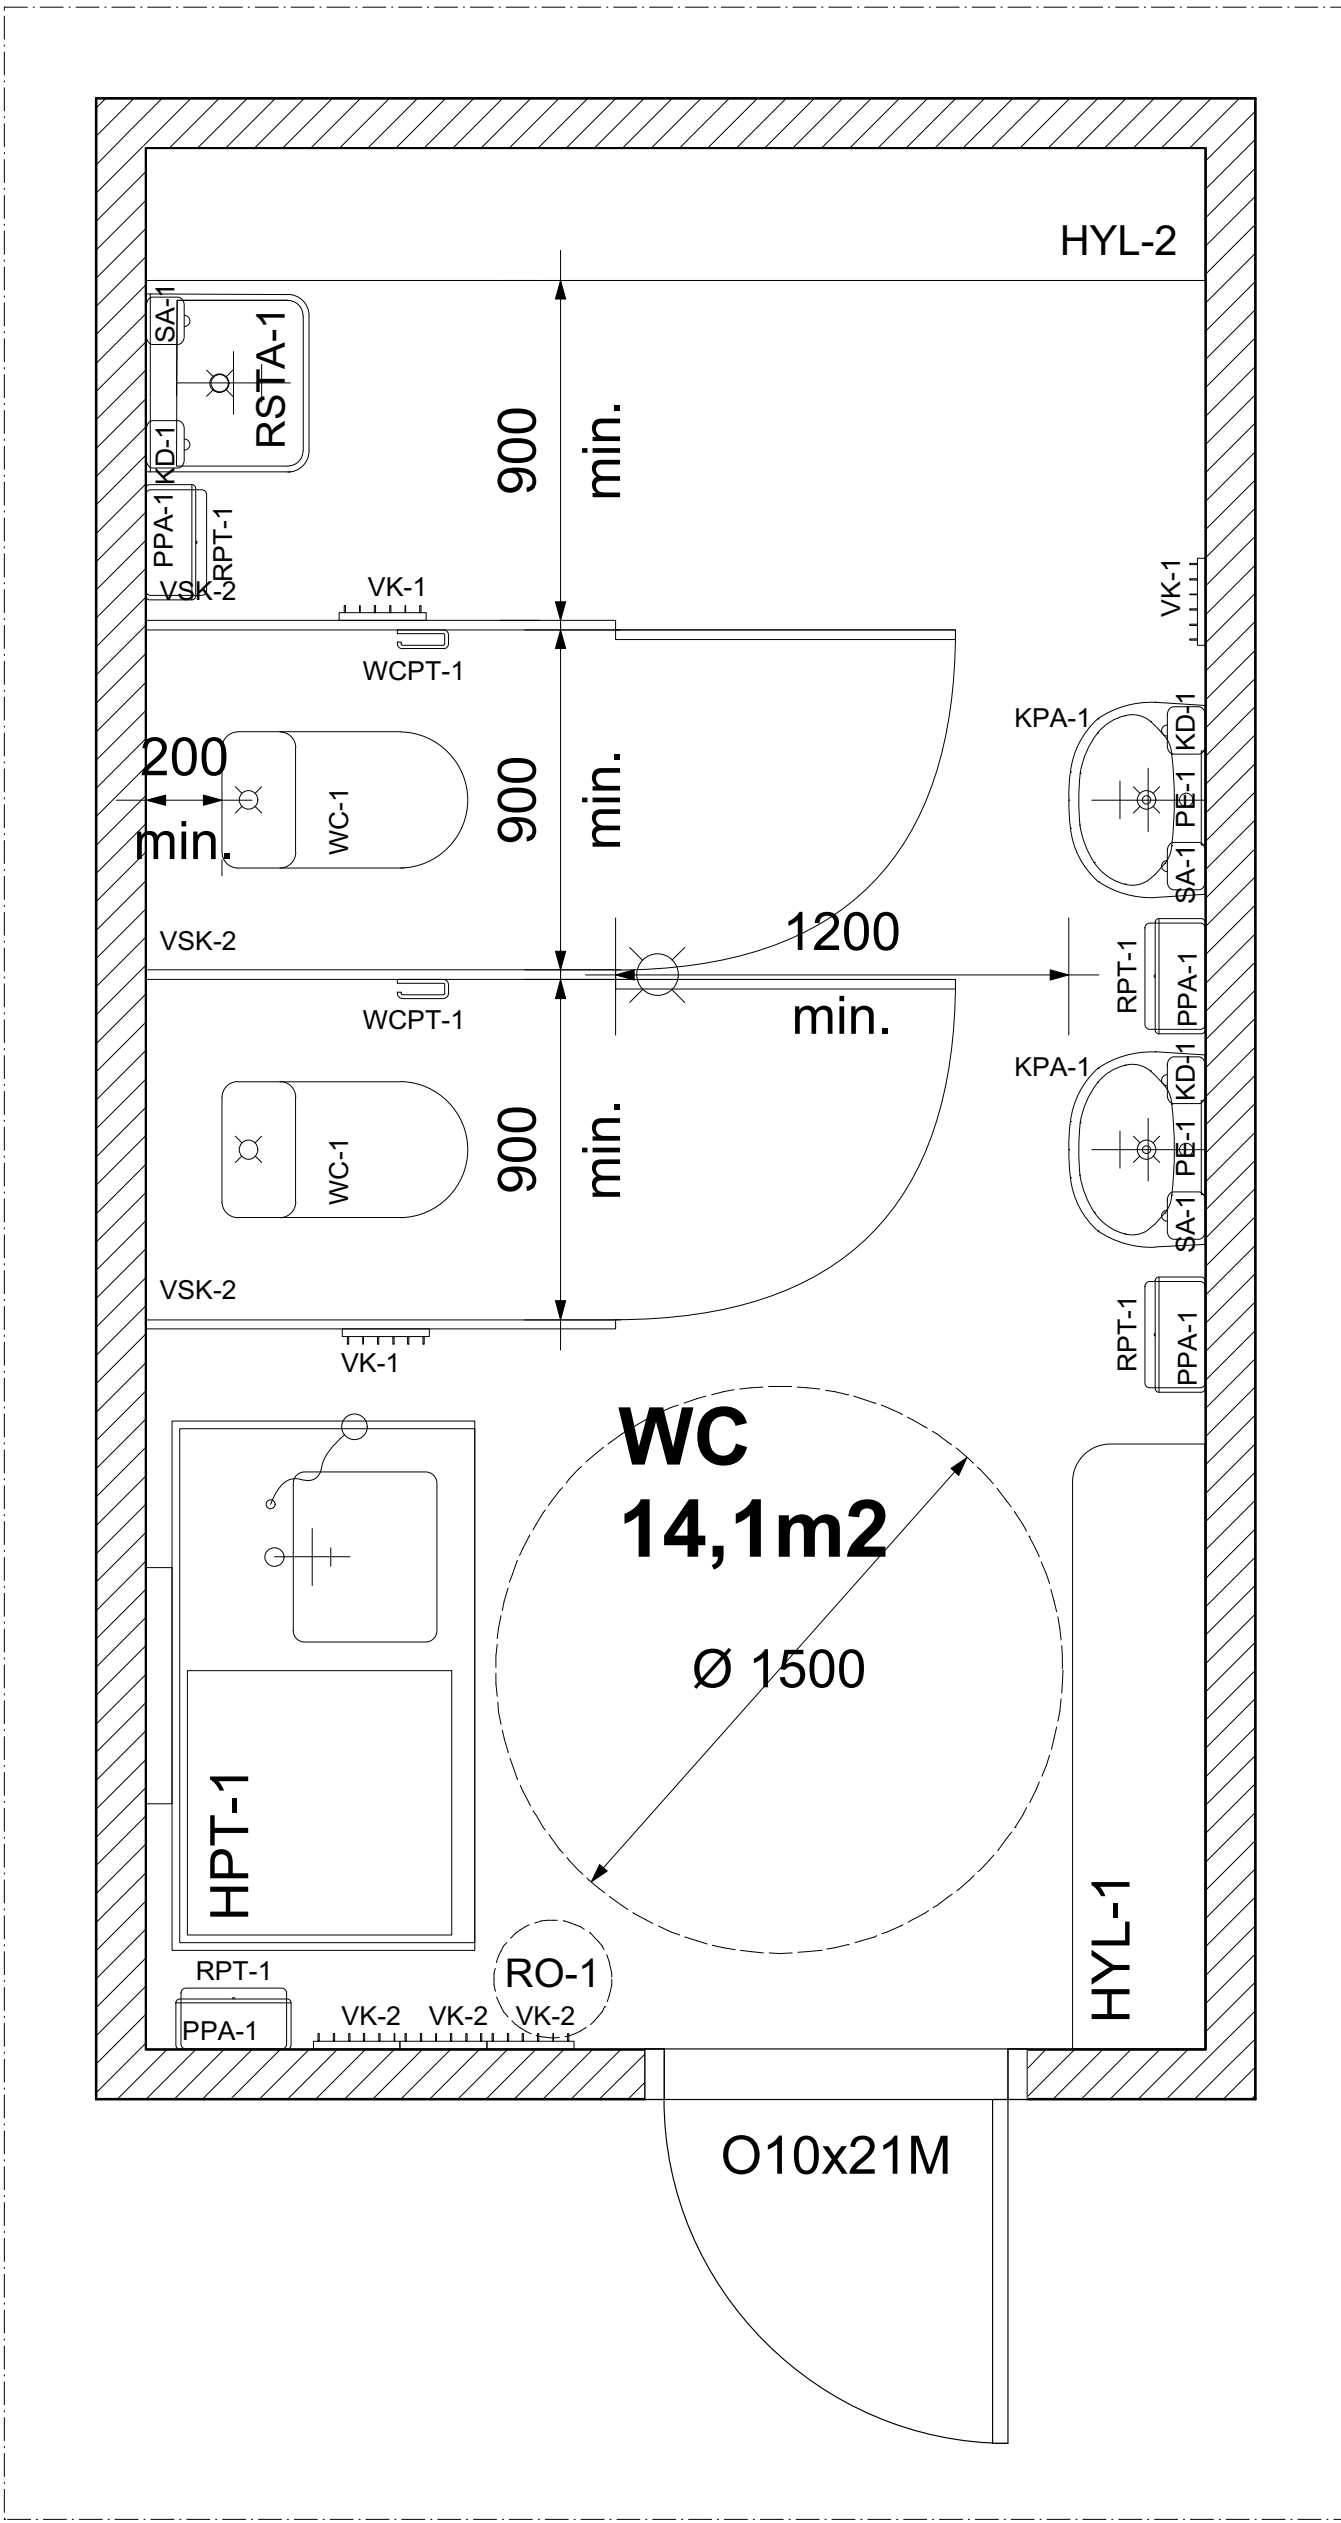 HYL-2
SA-1
RSTA-1
KD-1
PPA-1
RPT-1
VSK-2
VK-1
900
min.
VK-1
WCPT-1
200
min.
WC-1
900
min.
KPA-1
KD-1
PE-1
SA-1
VSK-2
1200
min.
RPT-1
PPA-1
WCPT-1
WC-1
900
min.
KPA-1
KD-1
PE-1
SA-1
VSK-2
VK-1
RPT-1
PPA-1
WC
14,1m2
Ø 1500
HPT-1
HYL-1
RO-1
RPT-1
PPA-1
VK-2
VK-2
VK-2
O10x21M